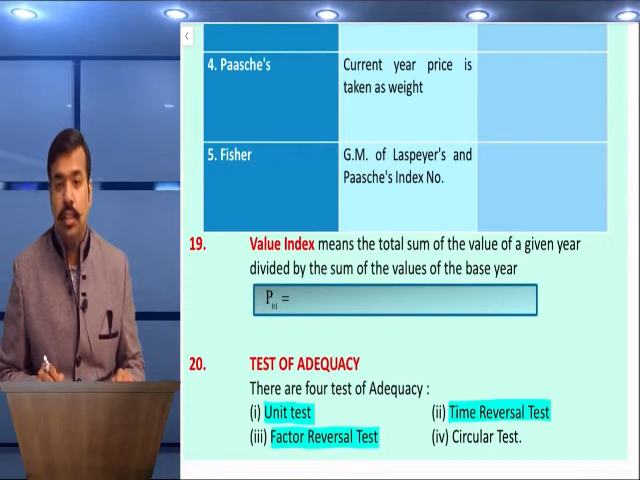 4. Paasche's
Current year price is
taken as weight
5. Fisher
G.M. of Laspeyer's and
Paasche's Index No.
19. Value Index means the total sum of the value of a given year
divided by the sum of the values of the base year
P01 =
20. TEST OF ADEQUACY
There are four test of Adequacy :
(i) Unit test (ii) Time Reversal Test
(iii) Factor Reversal Test (iv) Circular Test.